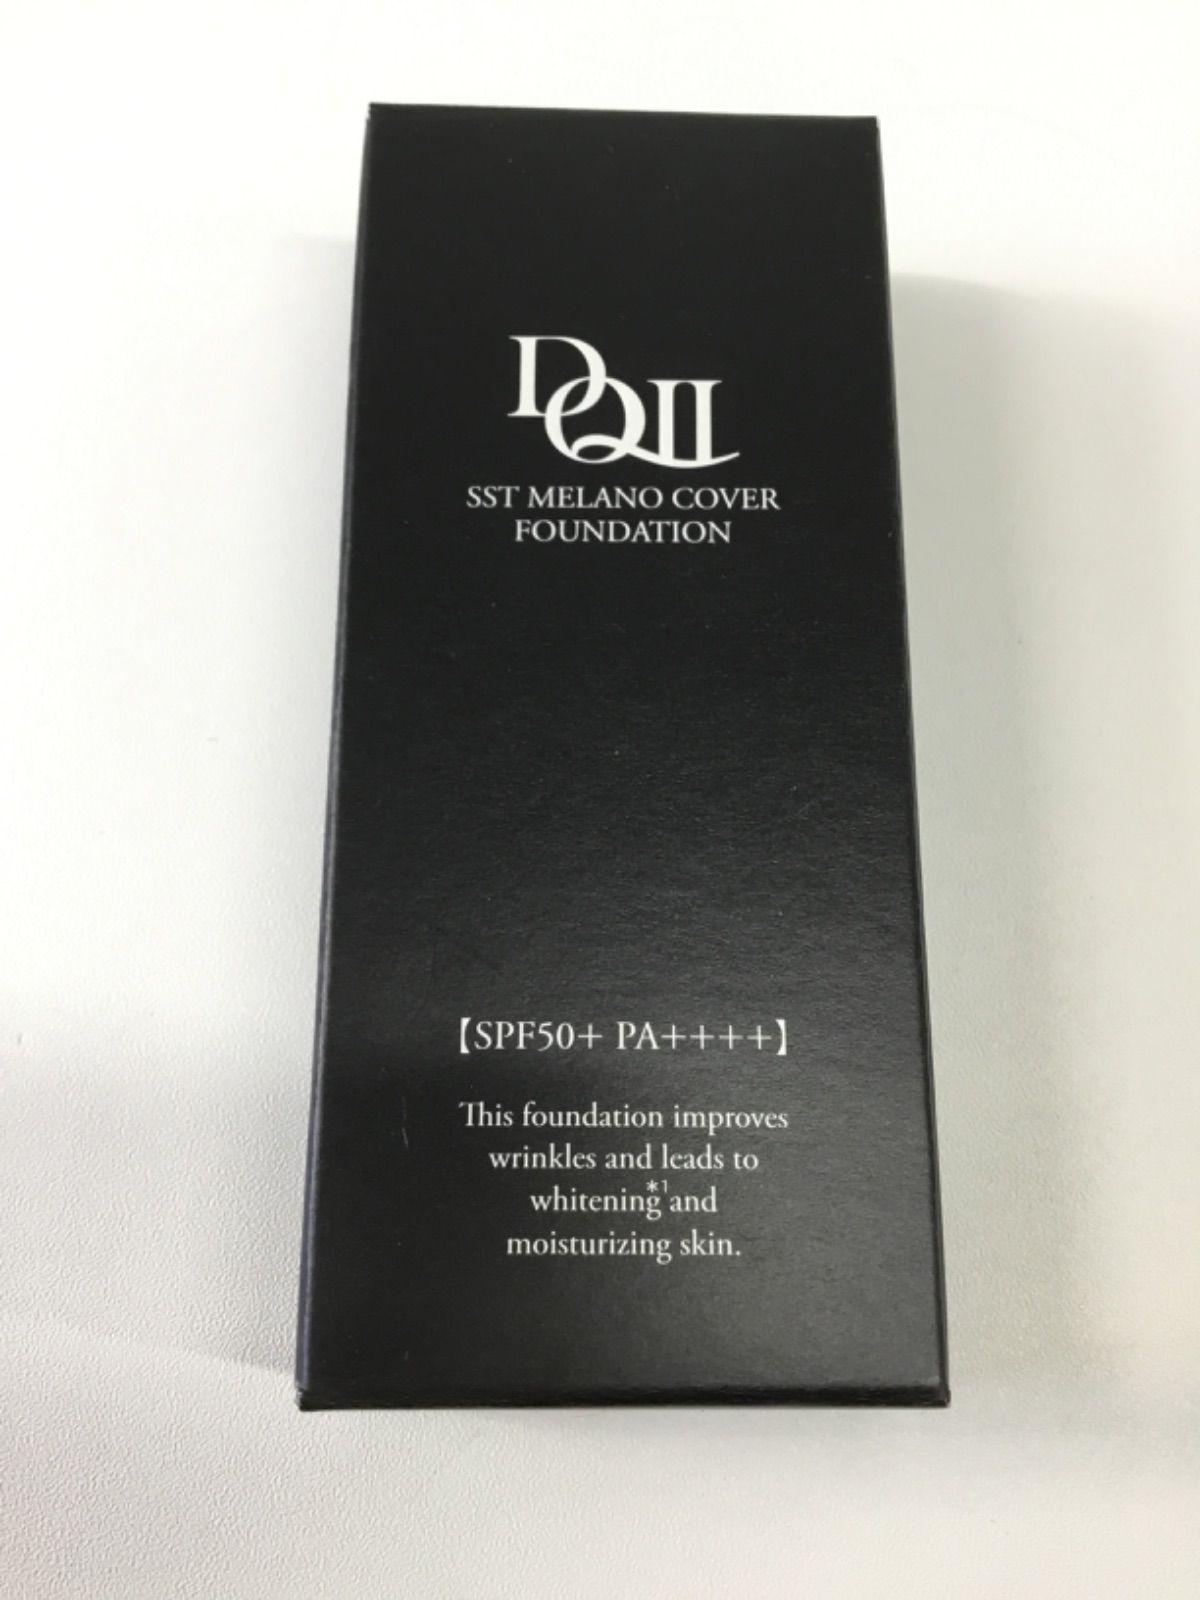 DQII
SST MELANO COVER
FOUNDATION
【SPF50+ PA++++】
This foundation improves
wrinkles and leads to
whitening*1 and
moisturizing skin.